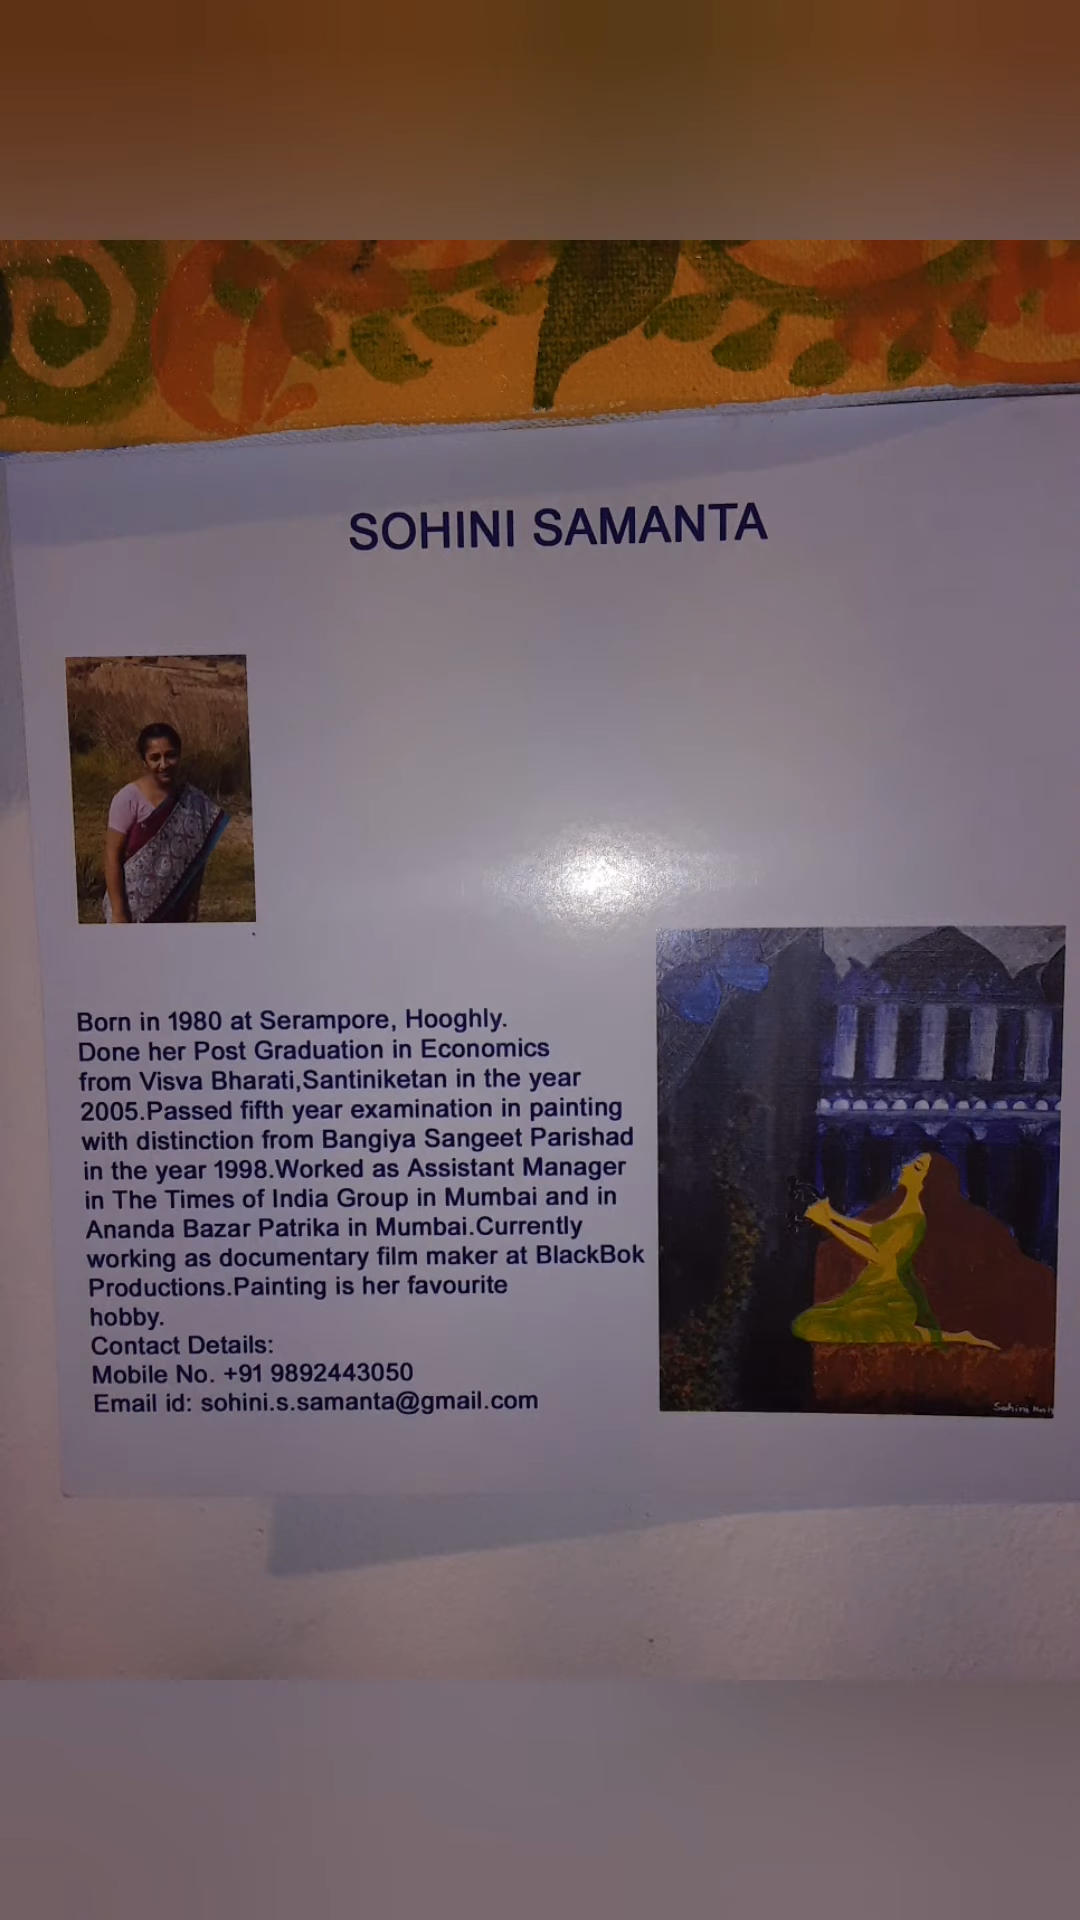 SOHINI SAMANTA
Born in 1980 at Serampore, Hooghly.
Done her Post Graduation in Economics
from Visva Bharati,Santiniketan in the year
2005.Passed fifth year examination in painting
with distinction from Bangiya Sangeet Parishad
in the year 1998.Worked as Assistant Manager
in The Times of India Group in Mumbai and in
Ananda Bazar Patrika in Mumbai.Currently
working as documentary film maker at BlackBok
Productions.Painting is her favourite
hobby.
Contact Details:
Mobile No. +91 9892443050
Email id: sohini.s.samanta@gmail.com
Sohini